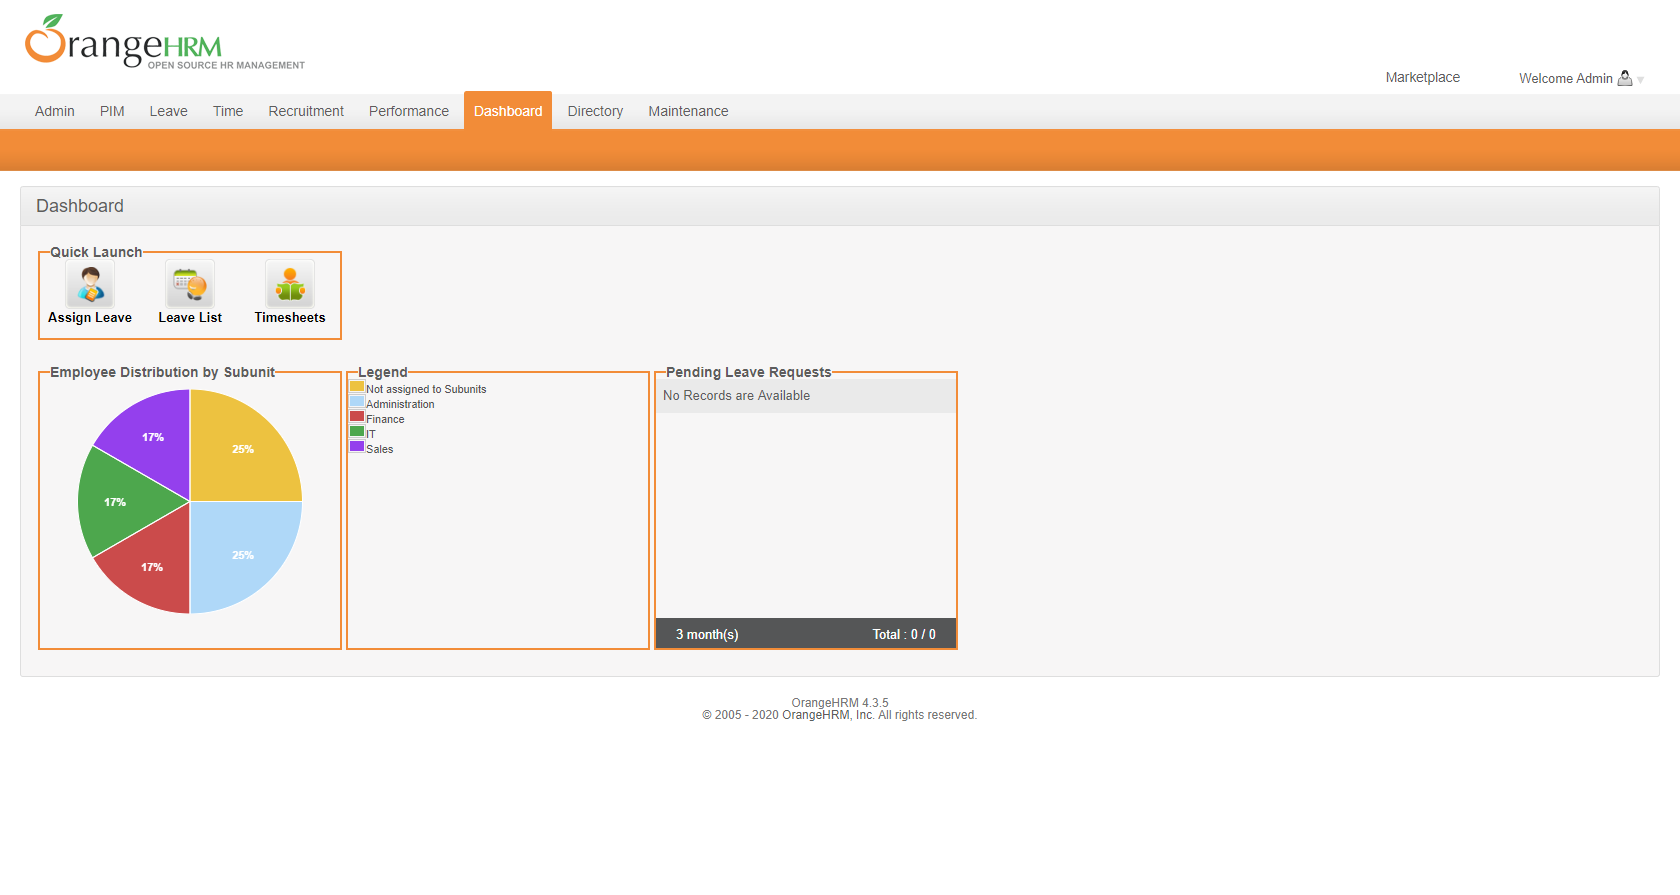 OrangeHRM
OPEN SOURCE HR MANAGEMENT
Marketplace
Welcome Admin
Admin PIM Leave Time Recruitment Performance Dashboard Directory Maintenance
Dashboard
Quick Launch
Assign Leave Leave List Timesheets
Employee Distribution by Subunit
17%
25%
17%
25%
17%
Legend
Not assigned to Subunits
Administration
Finance
IT
Sales
Pending Leave Requests
No Records are Available
3 month(s) Total : 0 / 0
OrangeHRM 4.3.5
© 2005 - 2020 OrangeHRM, Inc. All rights reserved.